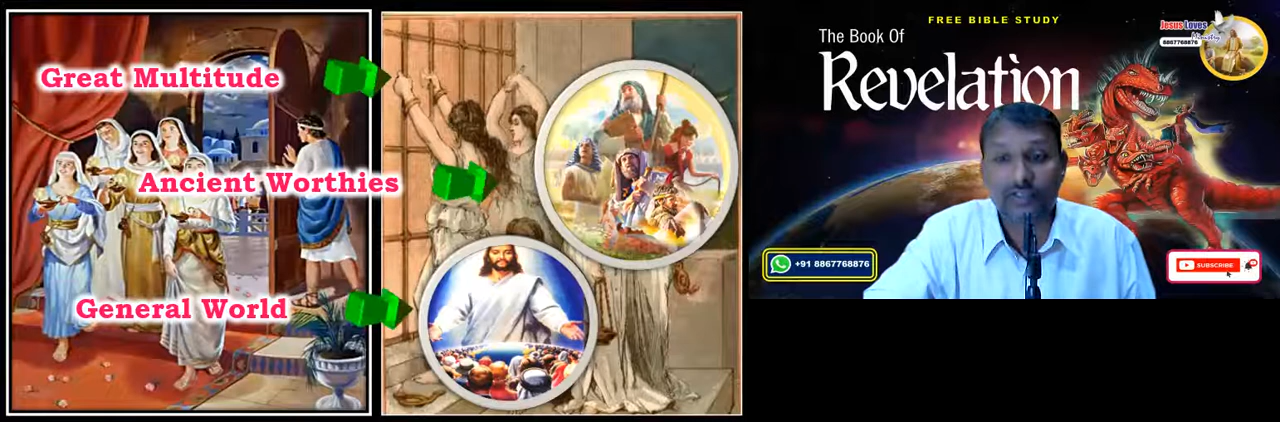 Great Multitude
Ancient Worthies
General World
FREE BIBLE STUDY
The Book Of
Revelation
Jesus Loves
Ministry
8867768876
+91 8867768876
SUBSCRIBE